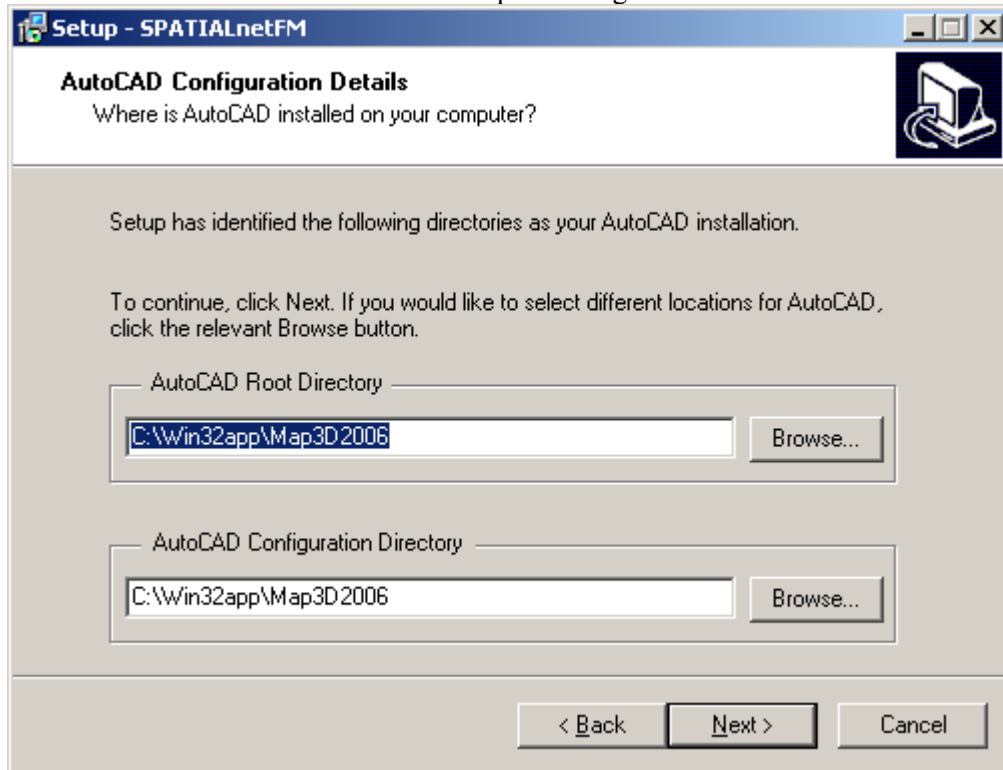 Setup - SPATIALnetFM
AutoCAD Configuration Details
Where is AutoCAD installed on your computer?
Setup has identified the following directories as your AutoCAD installation.
To continue, click Next. If you would like to select different locations for AutoCAD,
click the relevant Browse button.
AutoCAD Root Directory
C:\Win32app\Map3D2006
Browse...
AutoCAD Configuration Directory
C:\Win32app\Map3D2006
Browse...
< Back
Next >
Cancel